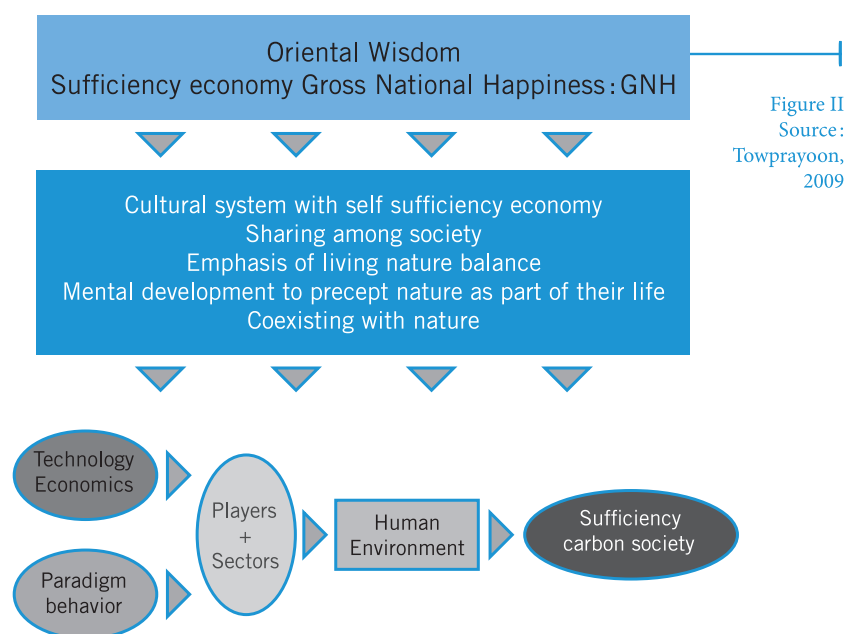 Oriental Wisdom
Sufficiency economy Gross National Happiness: GNH
Figure II
Source:
Towprayoon,
2009
Cultural system with self sufficiency economy
Sharing among society
Emphasis of living nature balance
Mental development to precept nature as part of their life
Coexisting with nature
Technology
Economics
Paradigm
behavior
Players
+
Sectors
Human
Environment
Sufficiency
carbon society